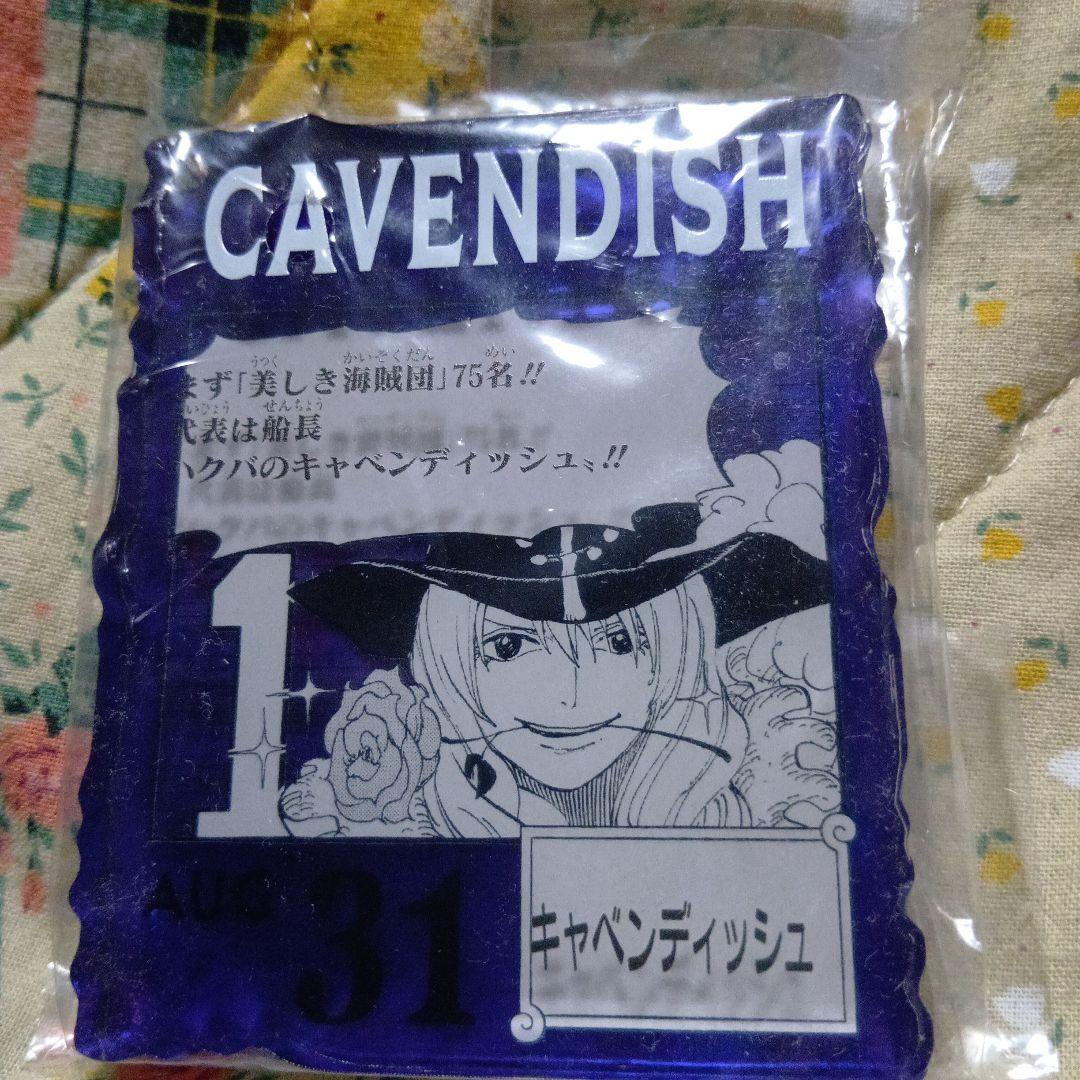 CAVENDISH
まず「美しき海賊団」75名!!
代表は船長
ハクバのキャベンディッシュミ!!
1
AUG 31
キャベンディッシュ